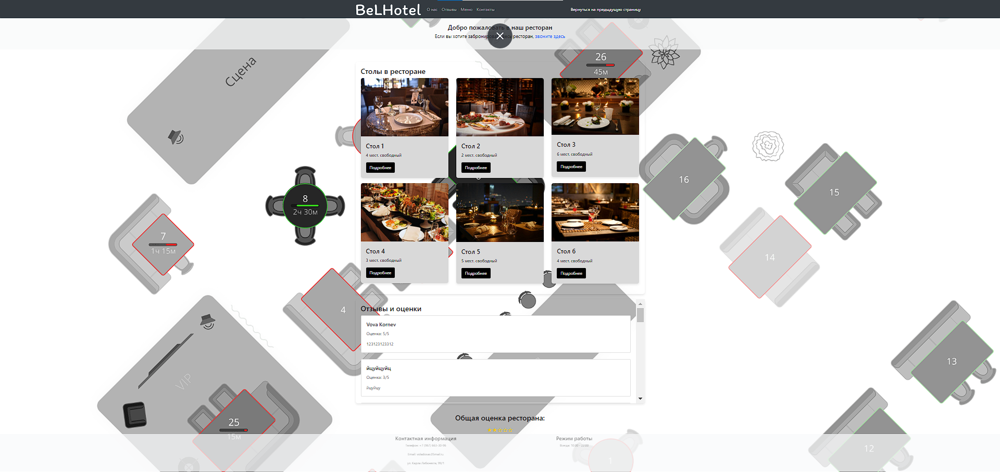 BeLHotel
О нас Отзывы Меню Контакты
Вернуться на предыдущую страницу
Добро пожаловать в наш ресторан
Если вы хотите забронировать весь ресторан, звоните здесь
Сцена
26
45м
Столы в ресторане
Стол 1
4 мест. свободный
Подробнее
Стол 2
2 мест. свободный
Подробнее
Стол 3
6 мест. свободный
Подробнее
16
15
8
2ч 30м
7
1ч 15м
Стол 4
3 мест. свободный
Подробнее
Стол 5
5 мест. свободный
Подробнее
Стол 6
4 мест. свободный
Подробнее
14
4
Отзывы и оценки
Vova Kornev
Оценка: 5/5
123123123312
йцуйцуйц
Оценка: 3/5
йцуйцу
13
VIP
25
15м
Общая оценка ресторана:
Контактная информация
Телефон: +7 (967) 663-30-96
Режим работы
Всегда: 10:00 - 22:00
ул. Карла Либкнехта, 99/1
12
1